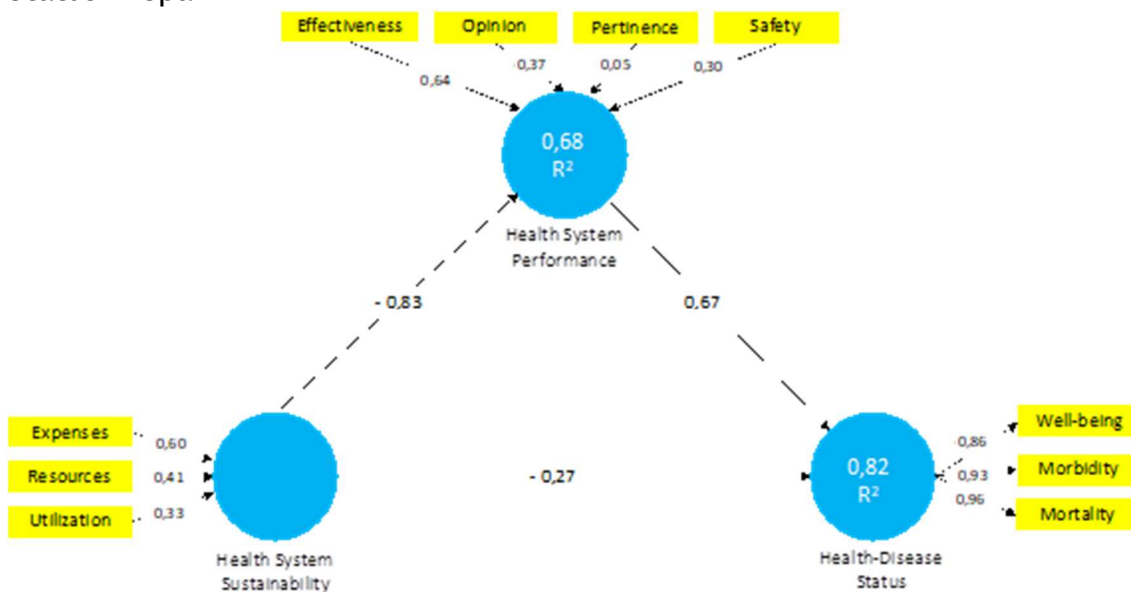 Effectiveness Opinion Pertinence Safety
0,64 0,37 0,05 0,30
0,68
R²
Health System
Performance
- 0,83 0,67
Expenses
Resources
Utilization
0,60
0,41
0,33
- 0,27
0,82
R²
0,86
0,93
0,96
Well-being
Morbidity
Mortality
Health System
Sustainability
Health-Disease
Status